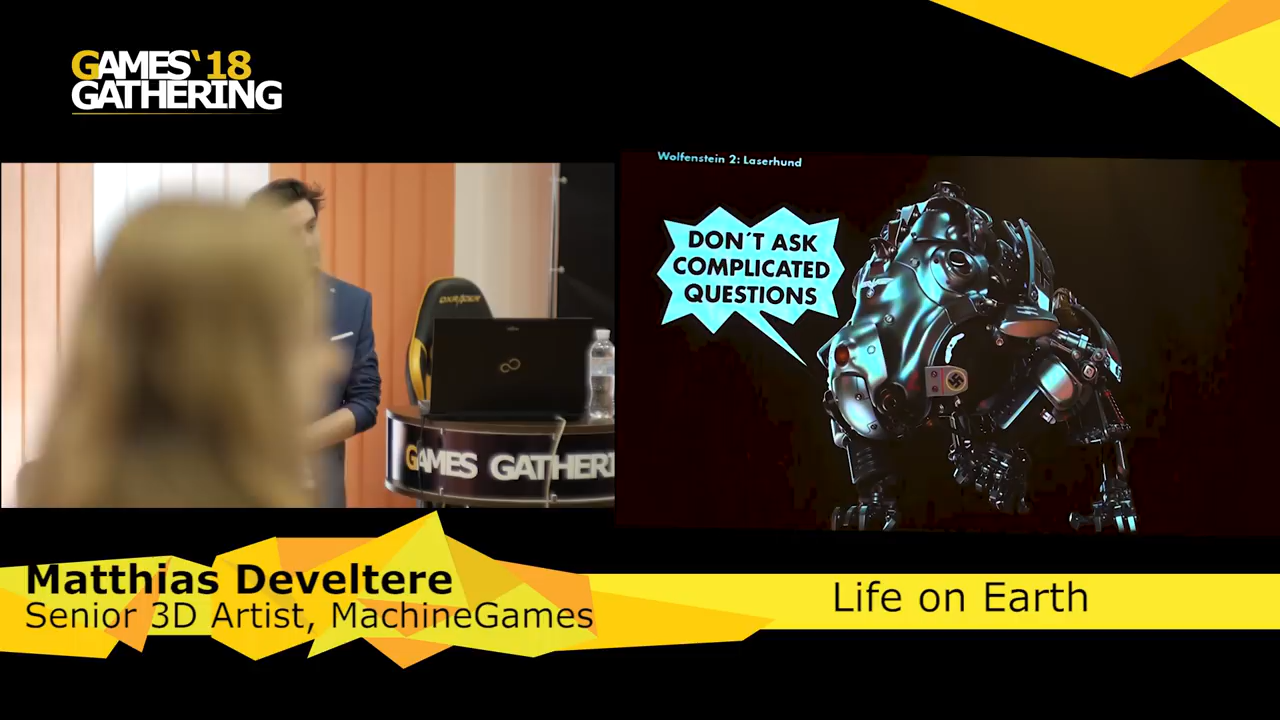 GAMES'18
GATHERING
Wolfenstein 2: Laserhund
DON'T ASK
COMPLICATED
QUESTIONS
DXRACER
GAMES GATHERI
Matthias Develtere
Senior 3D Artist, MachineGames
Life on Earth